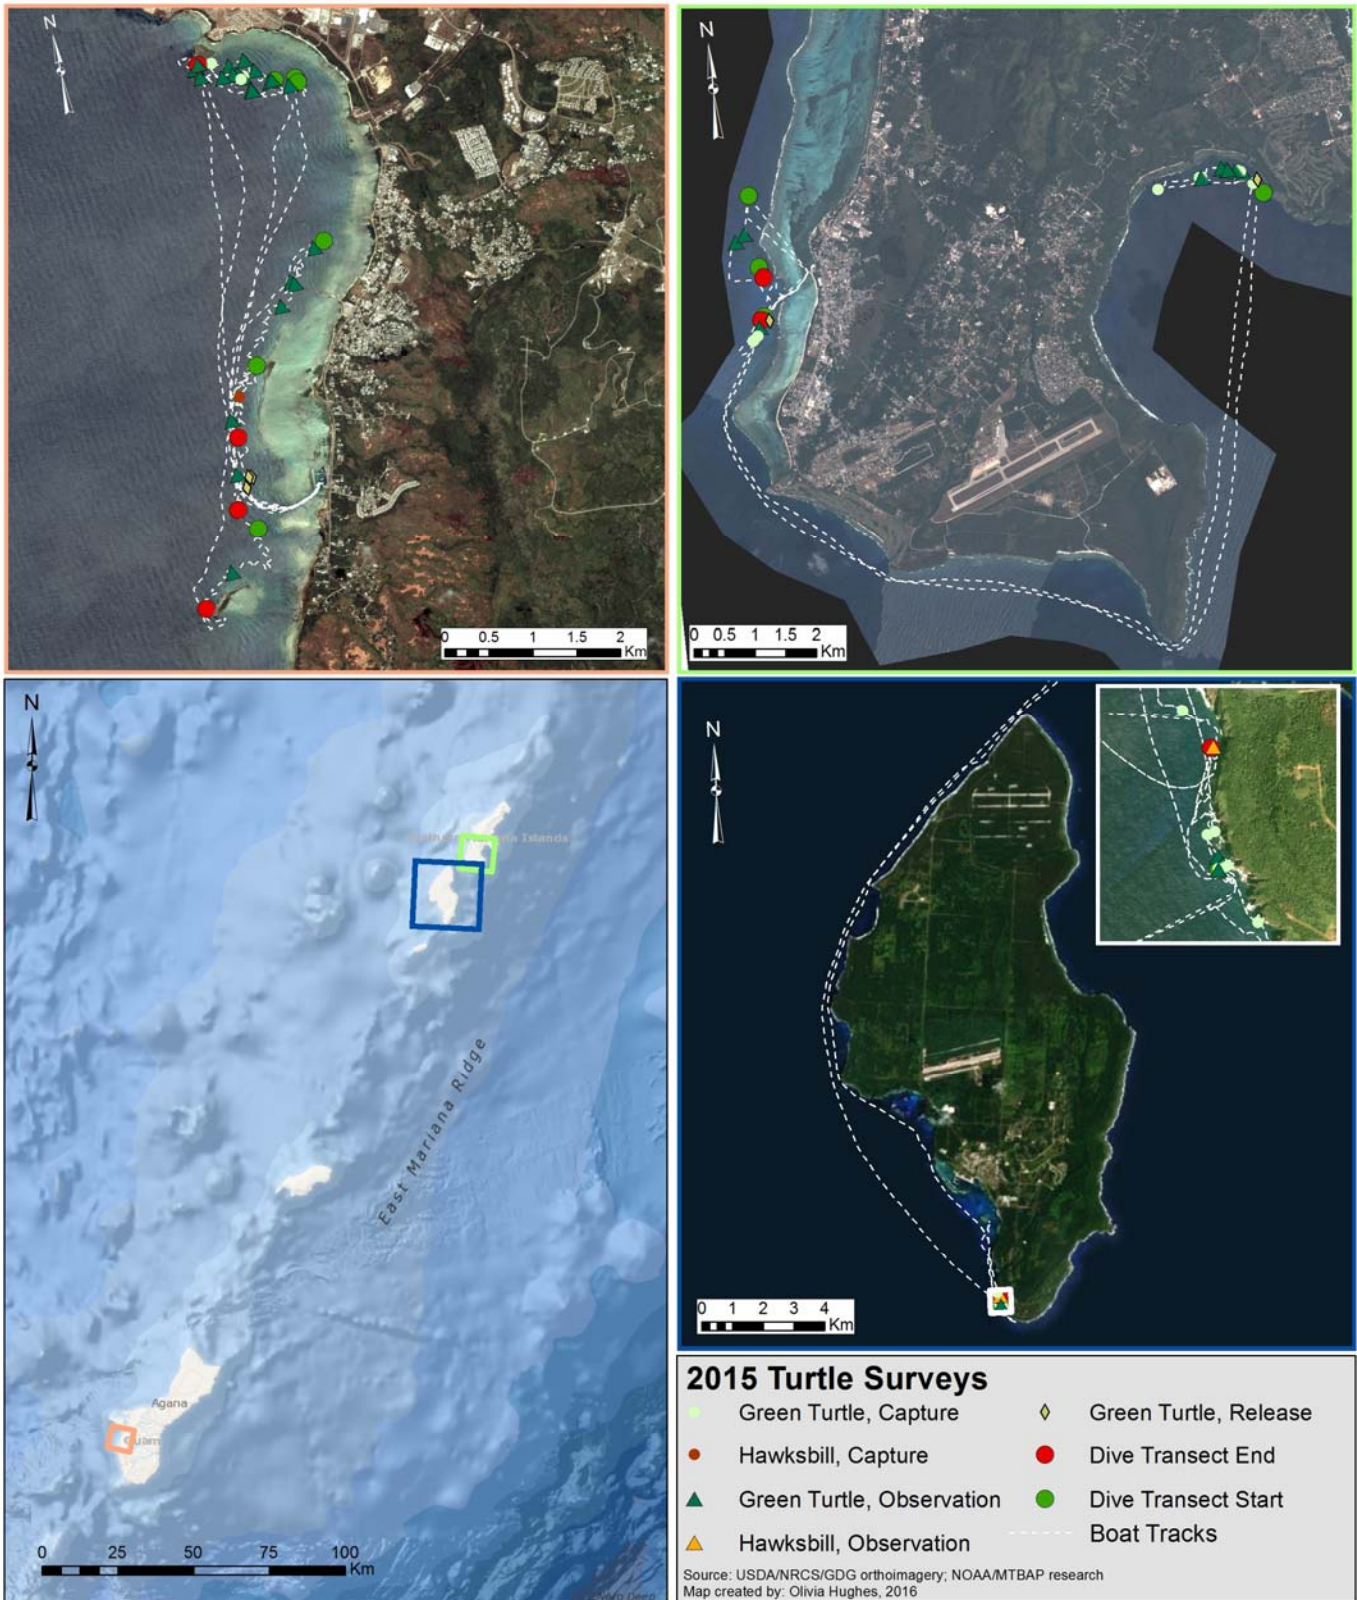 N
0 0.5 1 1.5 2
Km
N
0 0.5 1 1.5 2
Km
N
Islands
East Mariana Ridge
Agana
Guam
0 25 50 75 100
Km
N
0 1 2 3 4
Km
2015 Turtle Surveys
Green Turtle, Capture
Hawksbill, Capture
Green Turtle, Observation
Hawksbill, Observation
Green Turtle, Release
Dive Transect End
Dive Transect Start
Boat Tracks
Source: USDA/NRCS/GDG orthoimagery; NOAA/MTBAP research
Map created by: Olivia Hughes, 2016